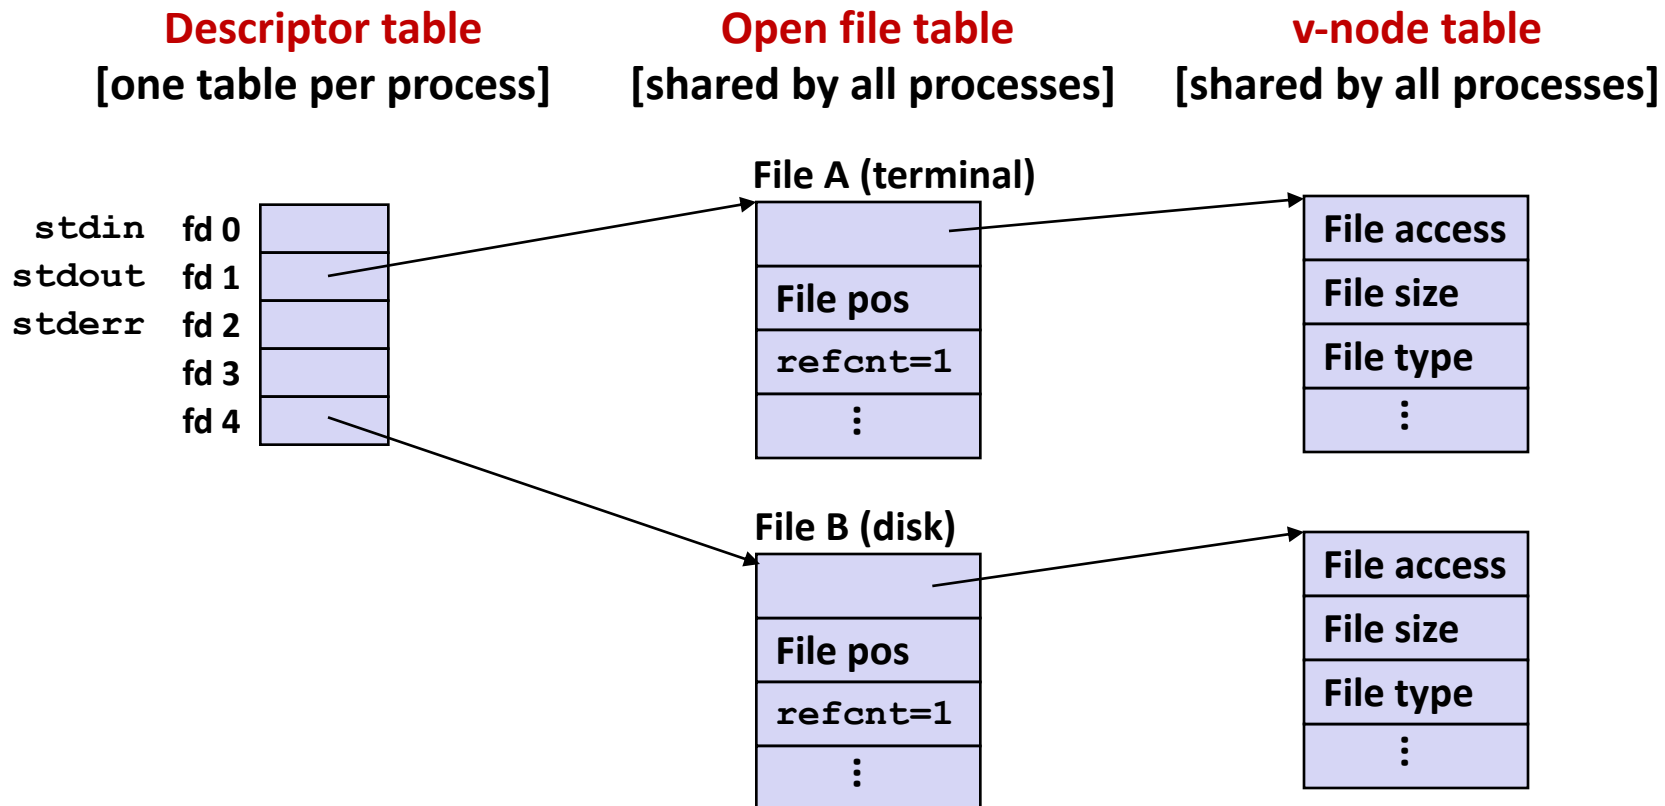 Descriptor table
[one table per process]
Open file table
[shared by all processes]
v-node table
[shared by all processes]
stdin fd 0
stdout fd 1
stderr fd 2
fd 3
fd 4
File A (terminal)
File pos
refcnt=1
⋮
File access
File size
File type
⋮
File B (disk)
File pos
refcnt=1
⋮
File access
File size
File type
⋮